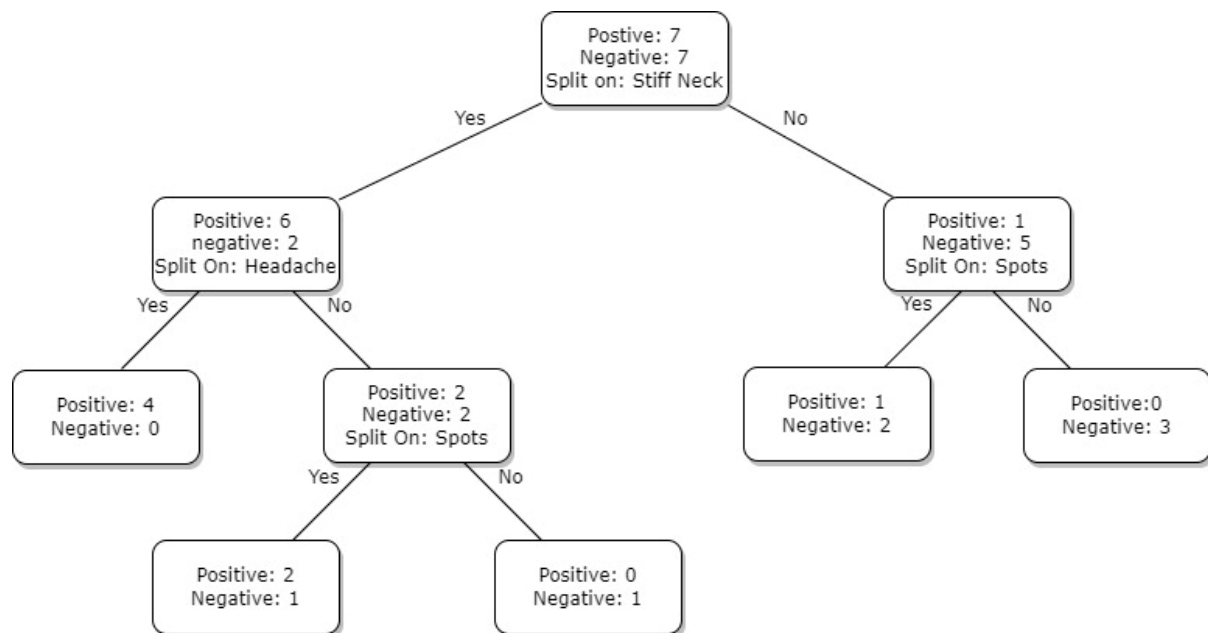 Postive: 7
Negative: 7
Split on: Stiff Neck
Yes
No
Positive: 6
negative: 2
Split On: Headache
Positive: 1
Negative: 5
Split On: Spots
Yes
No
Yes
No
Positive: 4
Negative: 0
Positive: 2
Negative: 2
Split On: Spots
Positive: 1
Negative: 2
Positive:0
Negative: 3
Yes
No
Positive: 2
Negative: 1
Positive: 0
Negative: 1